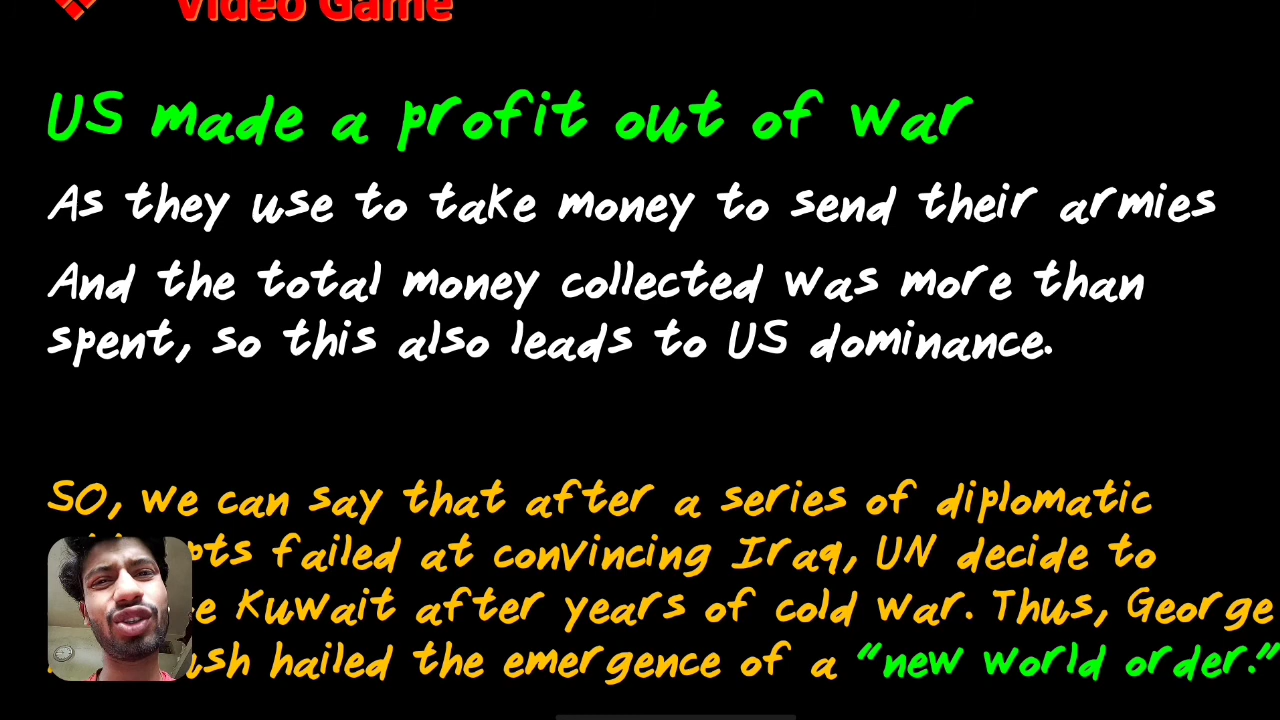 Video Game
US made a profit out of war
As they use to take money to send their armies
And the total money collected was more than
spent, so this also leads to US dominance.
SO, we can say that after a series of diplomatic
failed at convincing Iraq, UN decide to
Kuwait after years of cold war. Thus, George
hailed the emergence of a “new world order.”